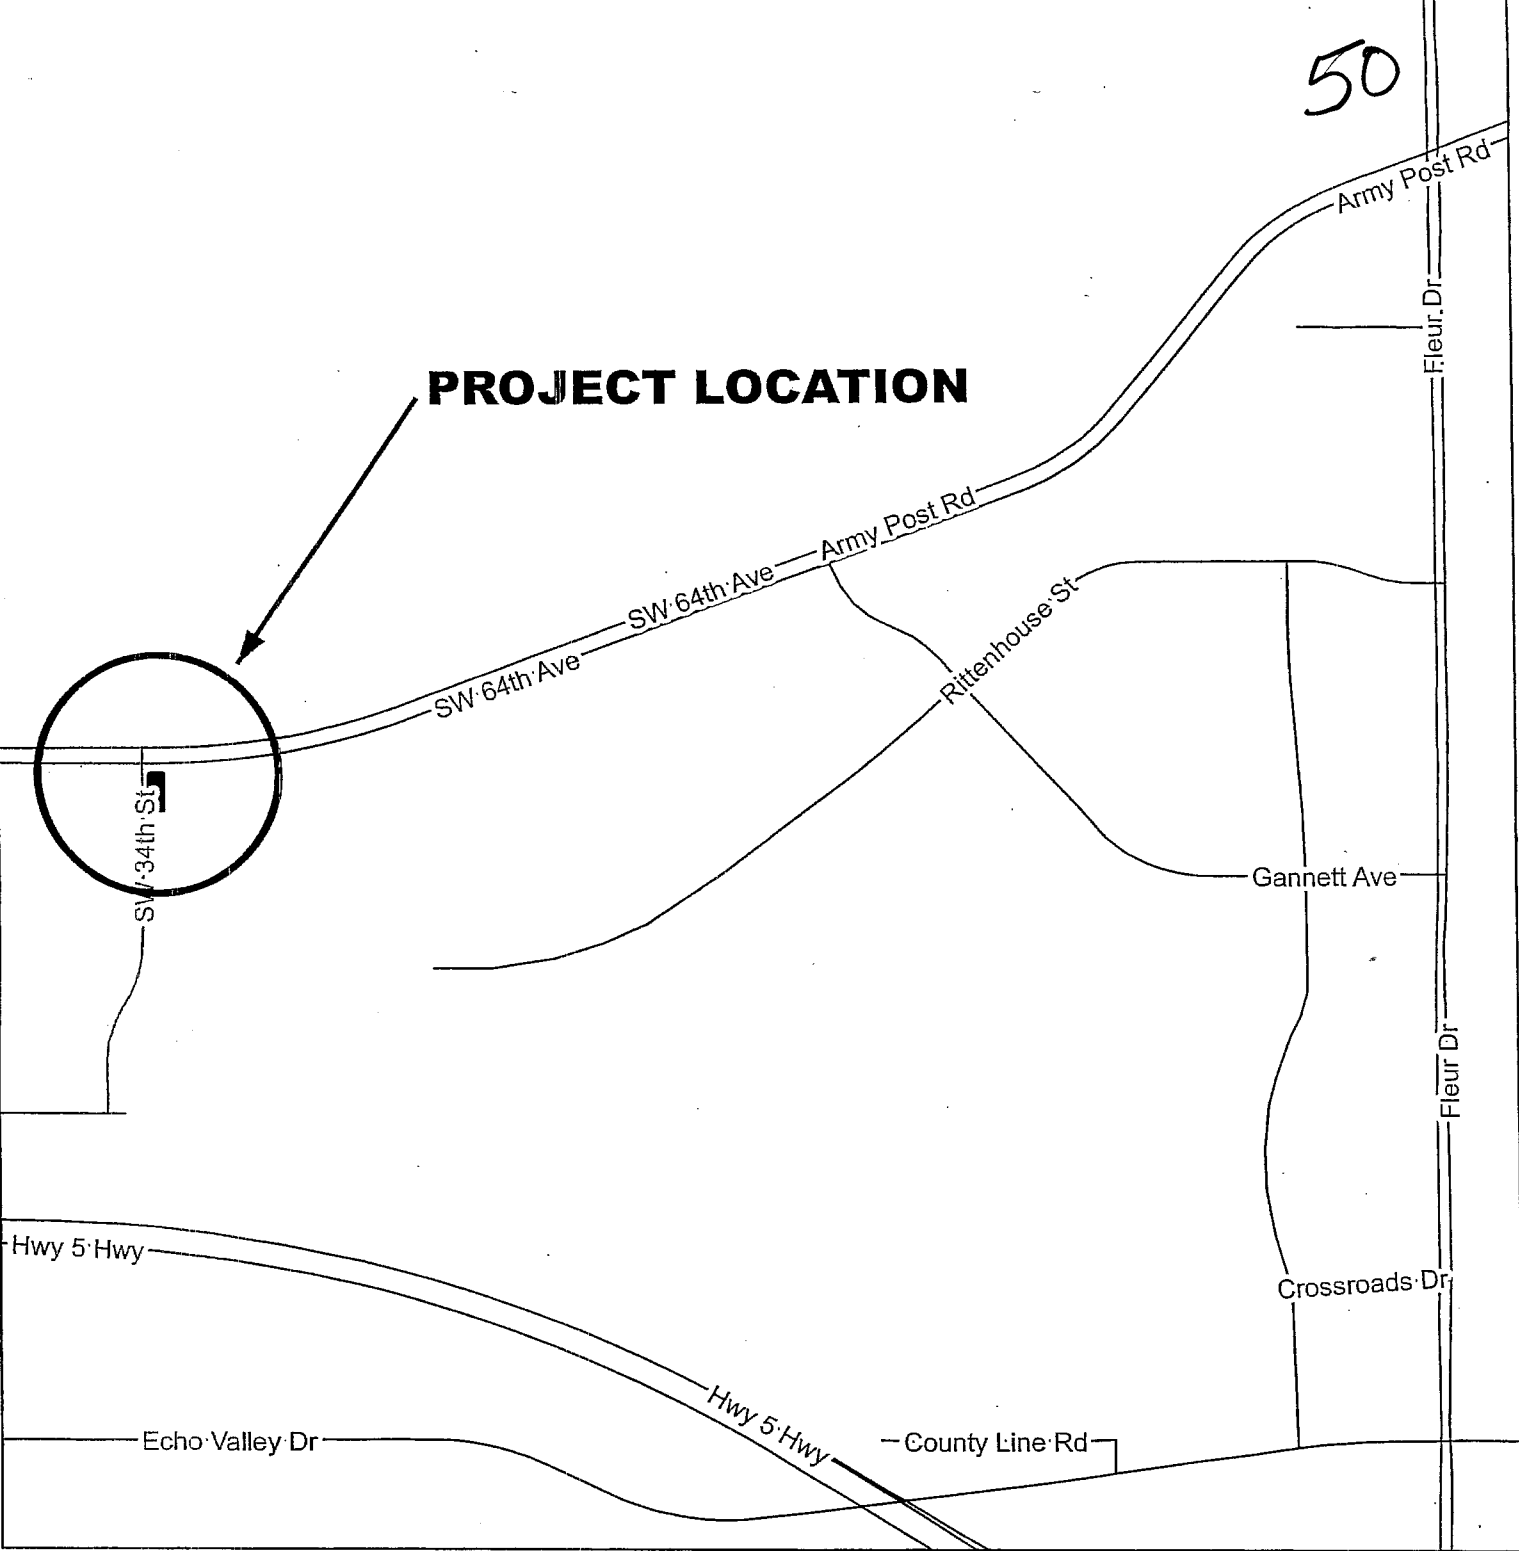 50
Army Post Rd
Fleur Dr
PROJECT LOCATION
Army Post Rd
SW 64th Ave
Rittenhouse St
SW 64th Ave
SW 34th St
Gannett Ave
Fleur Dr
Hwy 5 Hwy
Crossroads Dr
Hwy 5 Hwy
Echo Valley Dr
County Line Rd